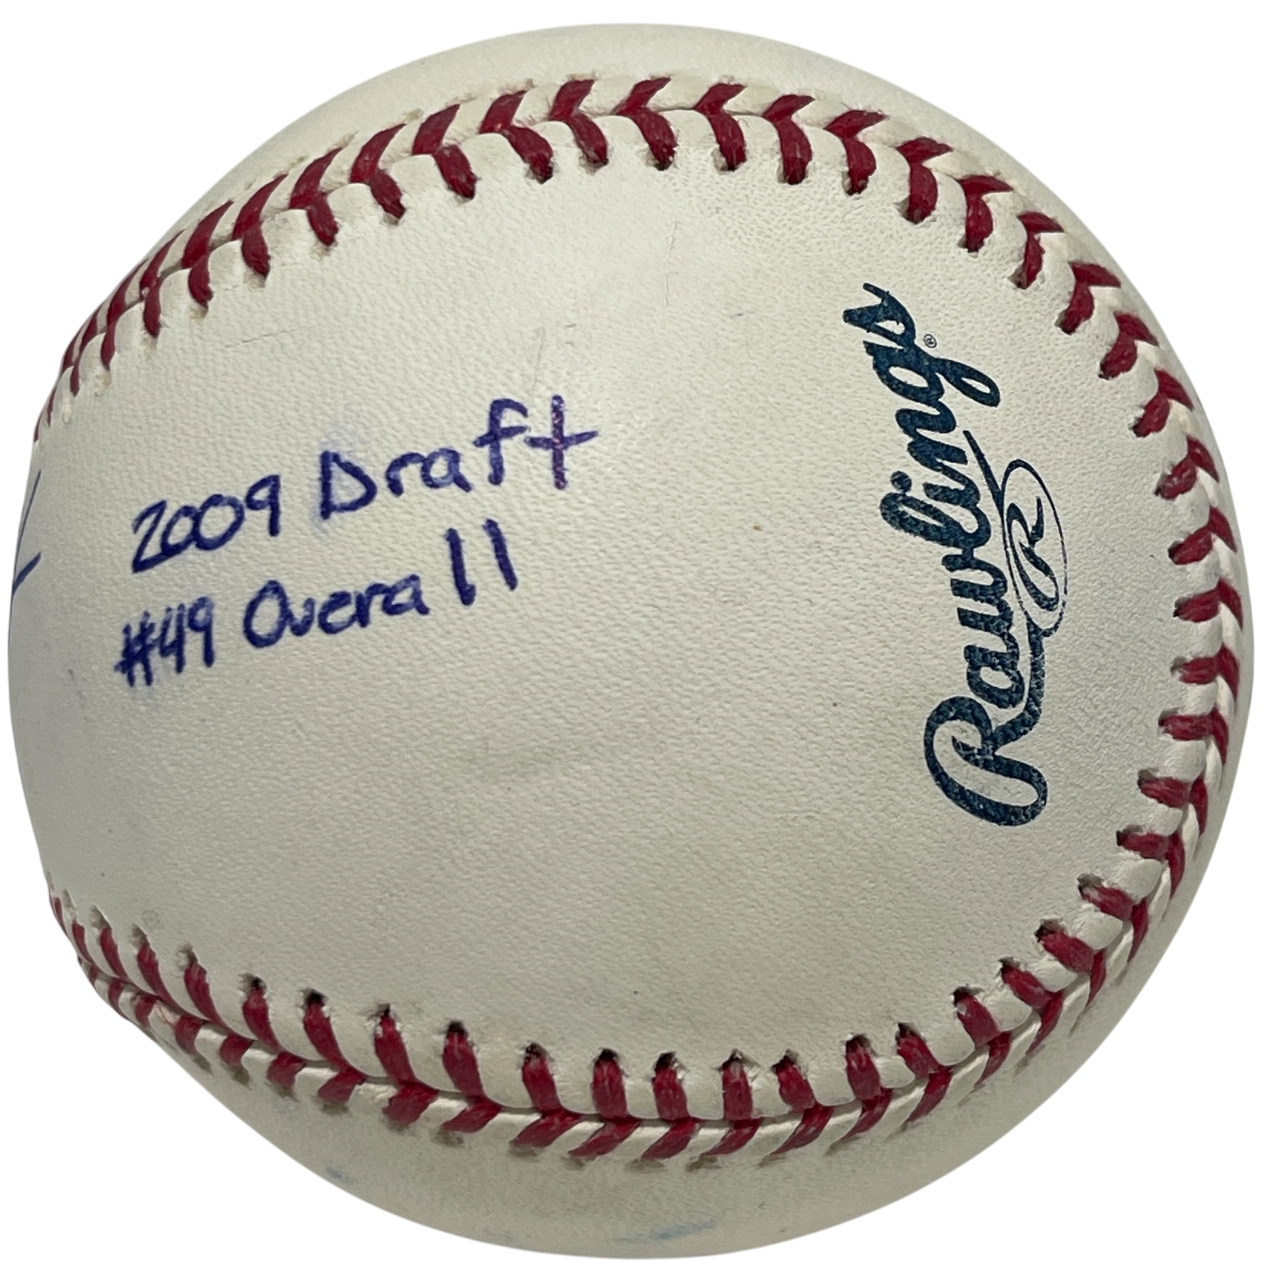 2009 Draft
#49 Overall
Rawlings®
R